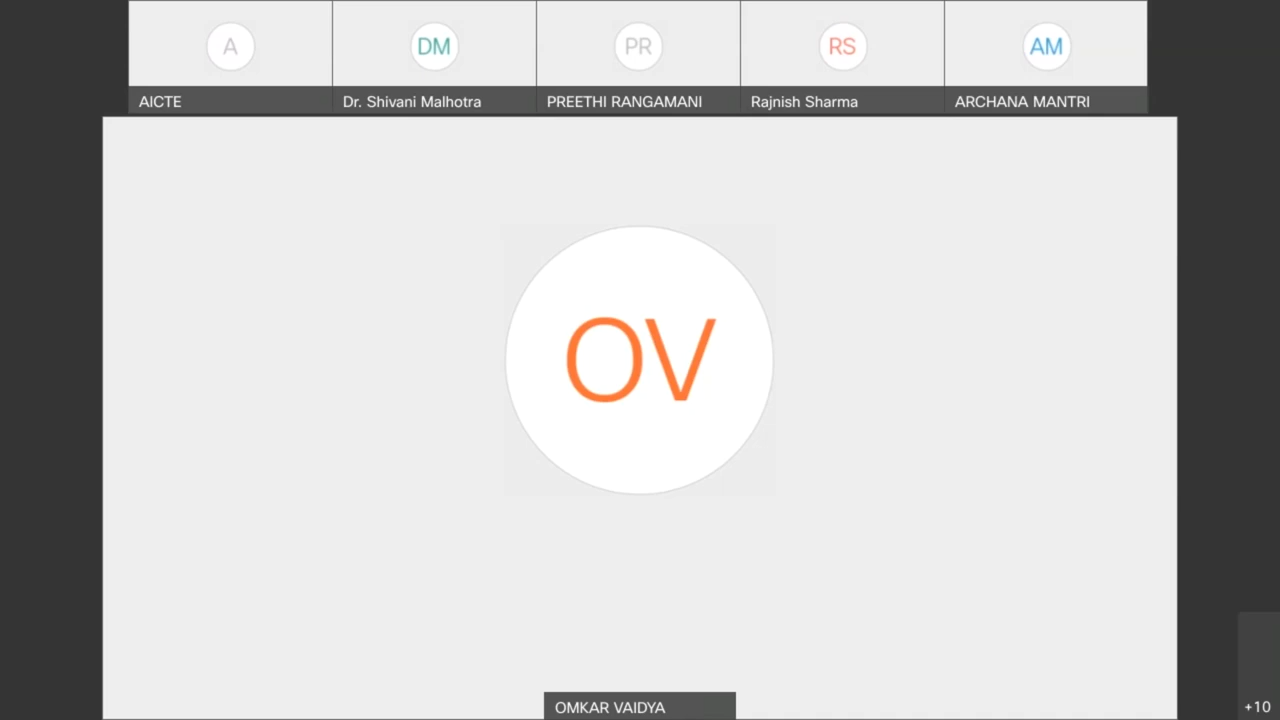 A
DM
PR
RS
AM
AICTE
Dr. Shivani Malhotra
PREETHI RANGAMANI
Rajnish Sharma
ARCHANA MANTRI
OV
OMKAR VAIDYA
+10